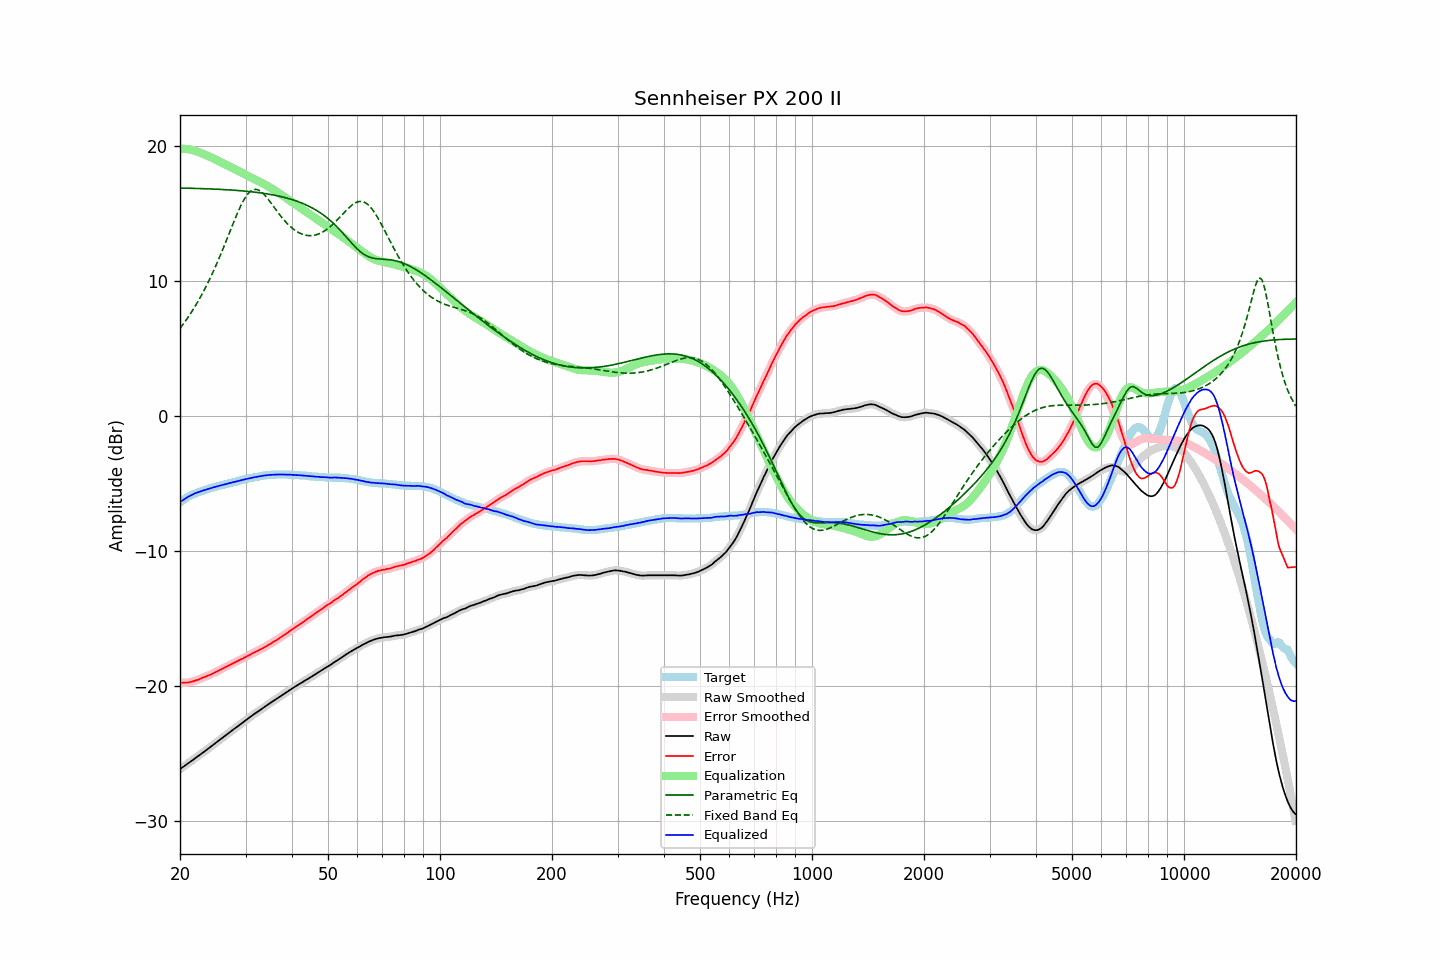 Sennheiser PX 200 II
Amplitude (dBr)
20
10
0
−10
−20
−30
Target
Raw Smoothed
Error Smoothed
Raw
Error
Equalization
Parametric Eq
Fixed Band Eq
Equalized
20 50 100 200 500 1000 2000 5000 10000 20000
Frequency (Hz)